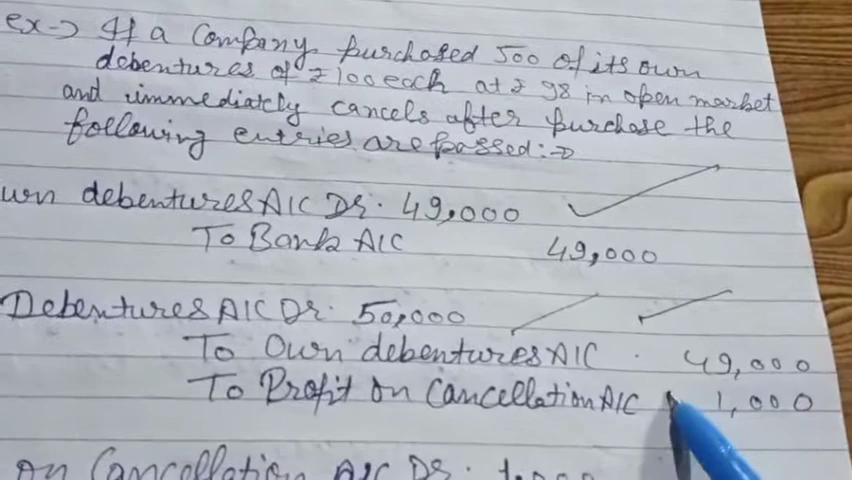 ex→ If a Company purchased 500 of its own
debentures of ₹100 each at ₹98 in open market
and immediately cancels after purchase the
following entries are passed:→
wn debentures A/C Dr. 49,000
To Bank A/C 49,000
Debentures A/C Dr. 50,000
To Own debentures A/C . 49,000
To Profit on Cancellation A/C 1,000
on Cancellation A/C Dr. 1,000